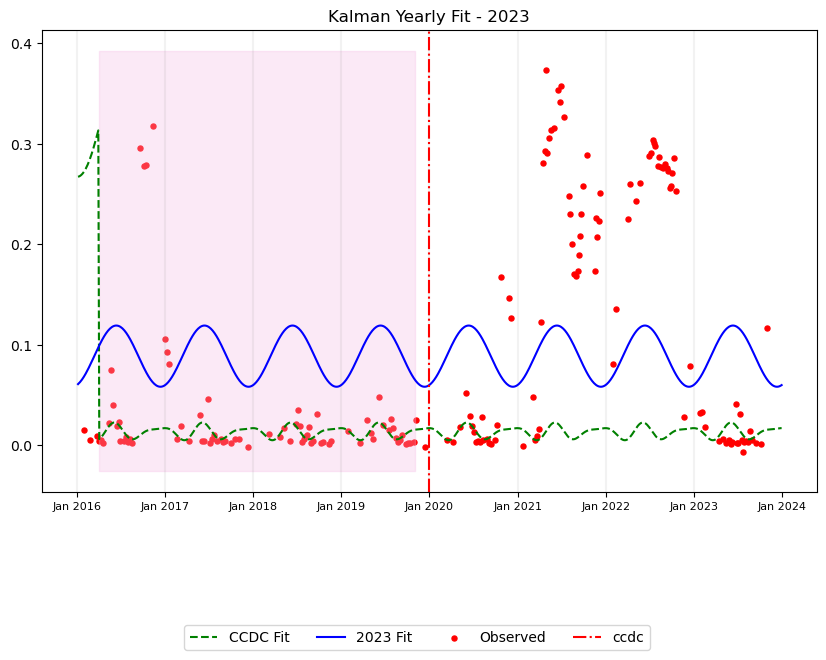 Kalman Yearly Fit - 2023
0.4
0.3
0.2
0.1
0.0
Jan 2016 Jan 2017 Jan 2018 Jan 2019 Jan 2020 Jan 2021 Jan 2022 Jan 2023 Jan 2024
CCDC Fit 2023 Fit Observed ccdc